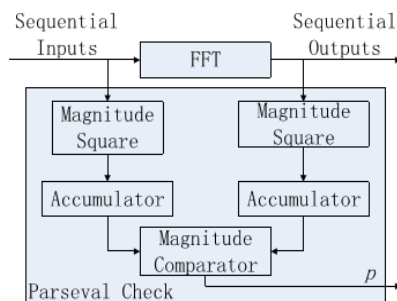 Sequential
Inputs
Sequential
Outputs
FFT
Magnitude
Square
Magnitude
Square
Accumulator
Accumulator
Magnitude
Comparator
p
Parseval Check